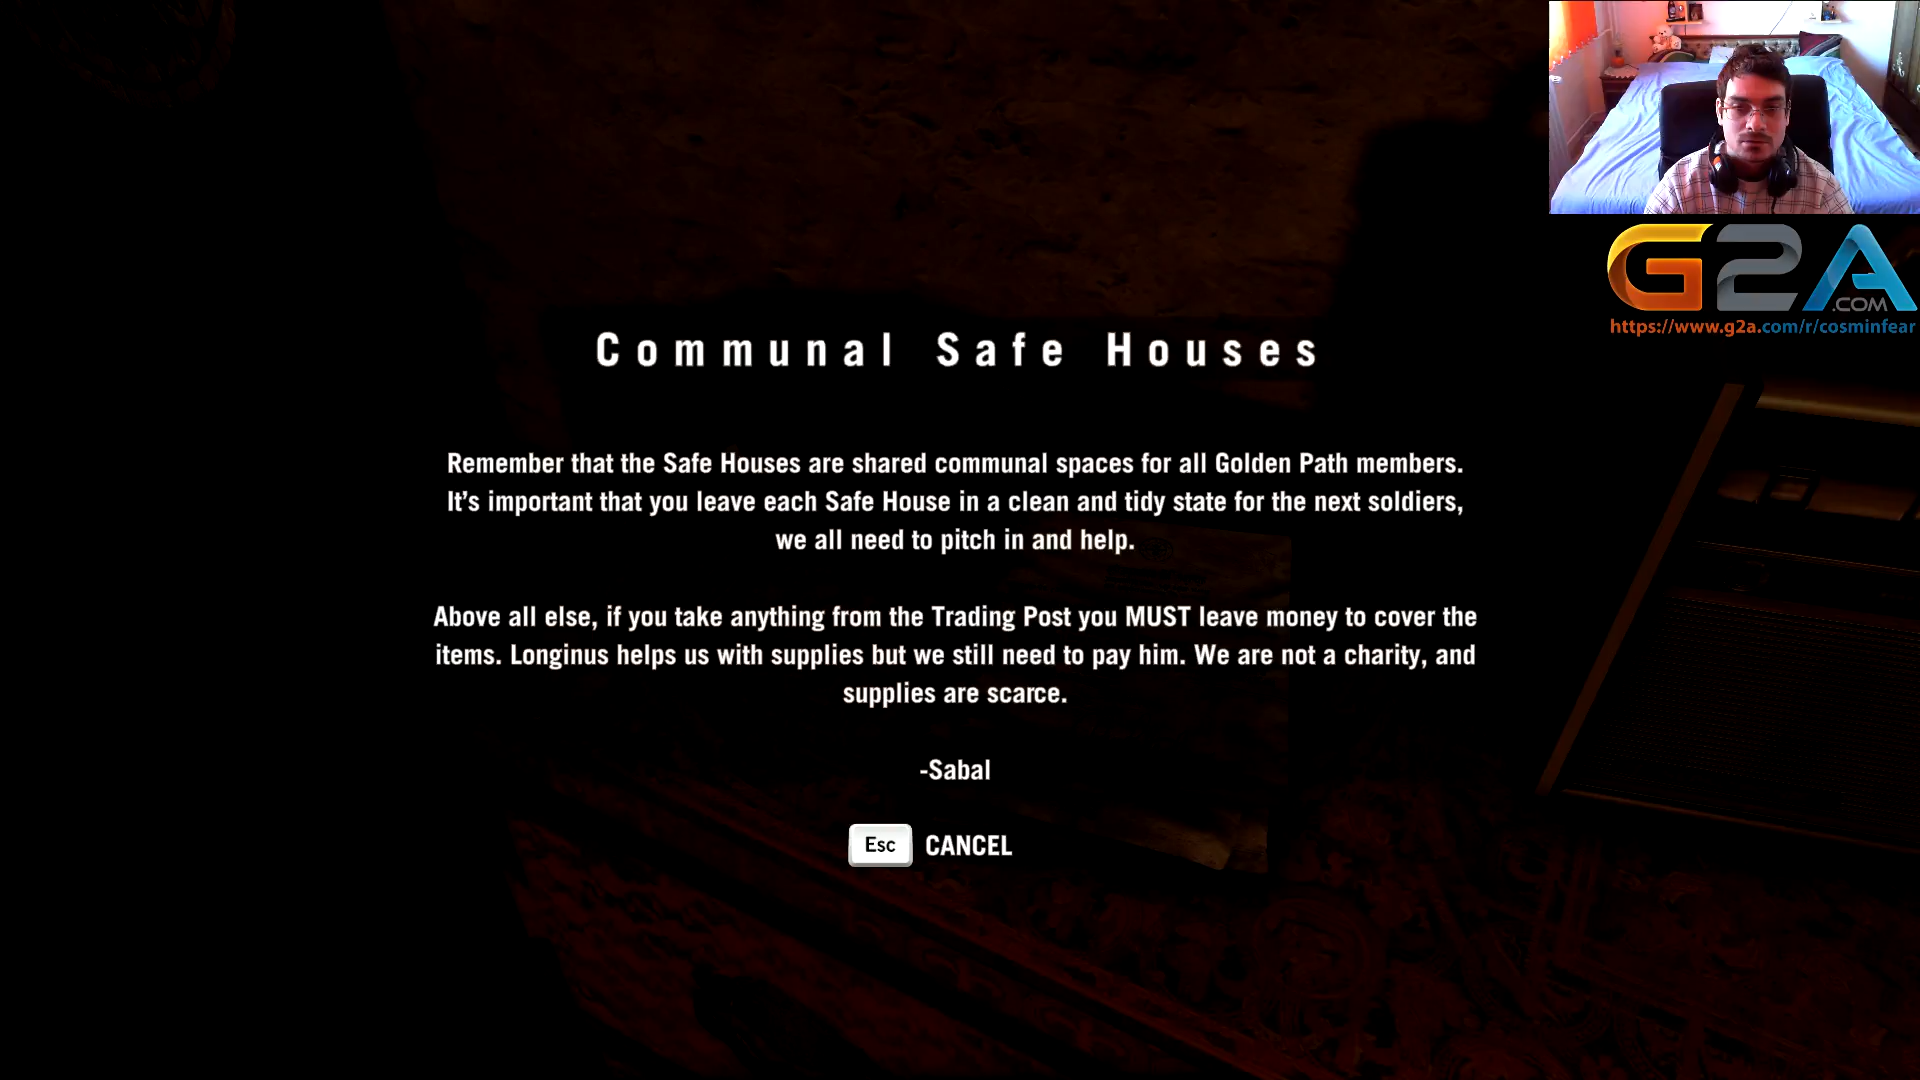 G2A
.COM
https://www.g2a.com/r/cosminfear
Communal Safe Houses
Remember that the Safe Houses are shared communal spaces for all Golden Path members.
It’s important that you leave each Safe House in a clean and tidy state for the next soldiers,
we all need to pitch in and help.
Above all else, if you take anything from the Trading Post you MUST leave money to cover the
items. Longinus helps us with supplies but we still need to pay him. We are not a charity, and
supplies are scarce.
-Sabal
Esc CANCEL